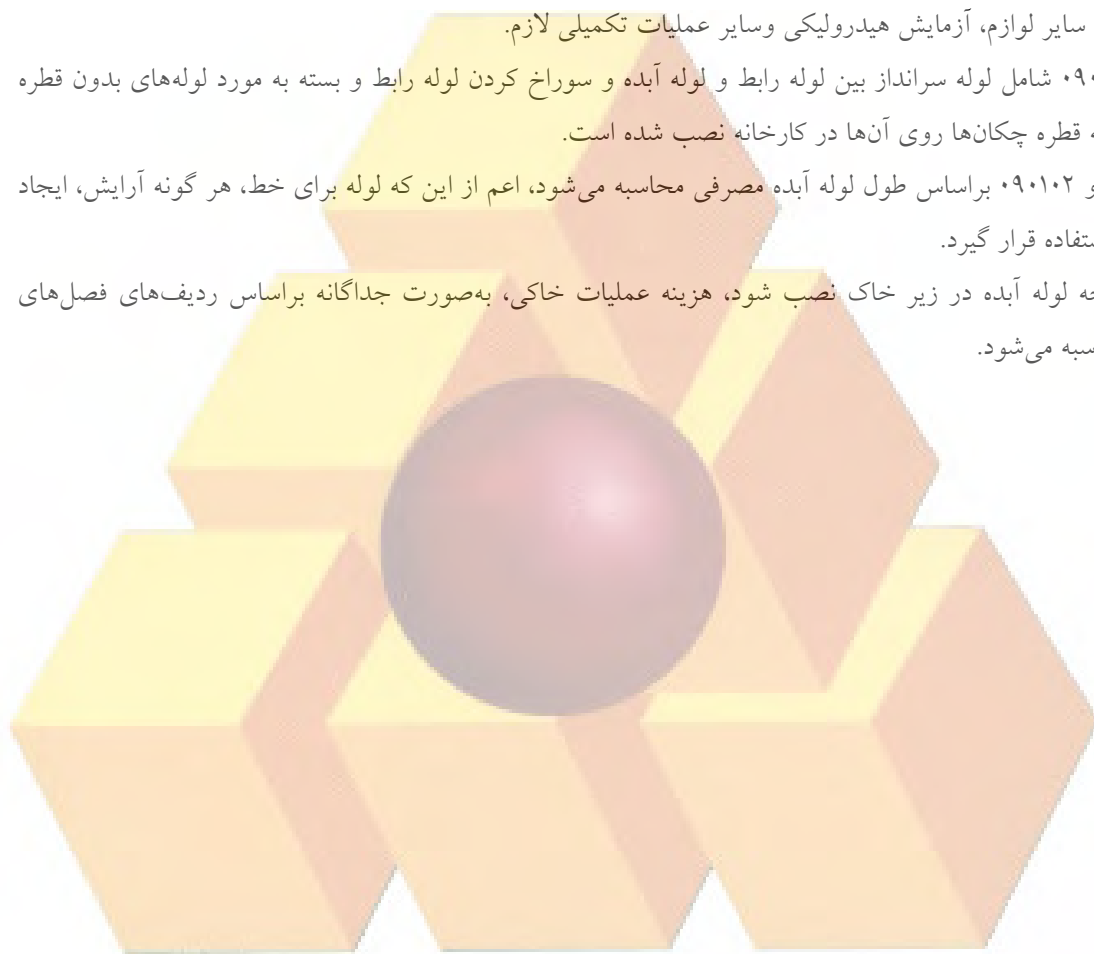 سایر لوازم، آزمایش هیدرولیکی وسایر عملیات تکمیلی لازم.
شامل لوله سرانداز بین لوله رابط و لوله آبده و سوراخ کردن لوله رابط و بسته به مورد لوله‌های بدون قطره
قطره چکان‌ها روی آن‌ها در کارخانه نصب شده است.
و ۰۹۰۱۰۲ براساس طول لوله آبده مصرفی محاسبه می‌شود، اعم از این که لوله برای خط، هر گونه آرایش، ایجاد
قرار گیرد.
لوله آبده در زیر خاک نصب شود، هزینه عملیات خاکی، به‌صورت جداگانه براساس ردیف‌های فصل‌های
می‌شود.